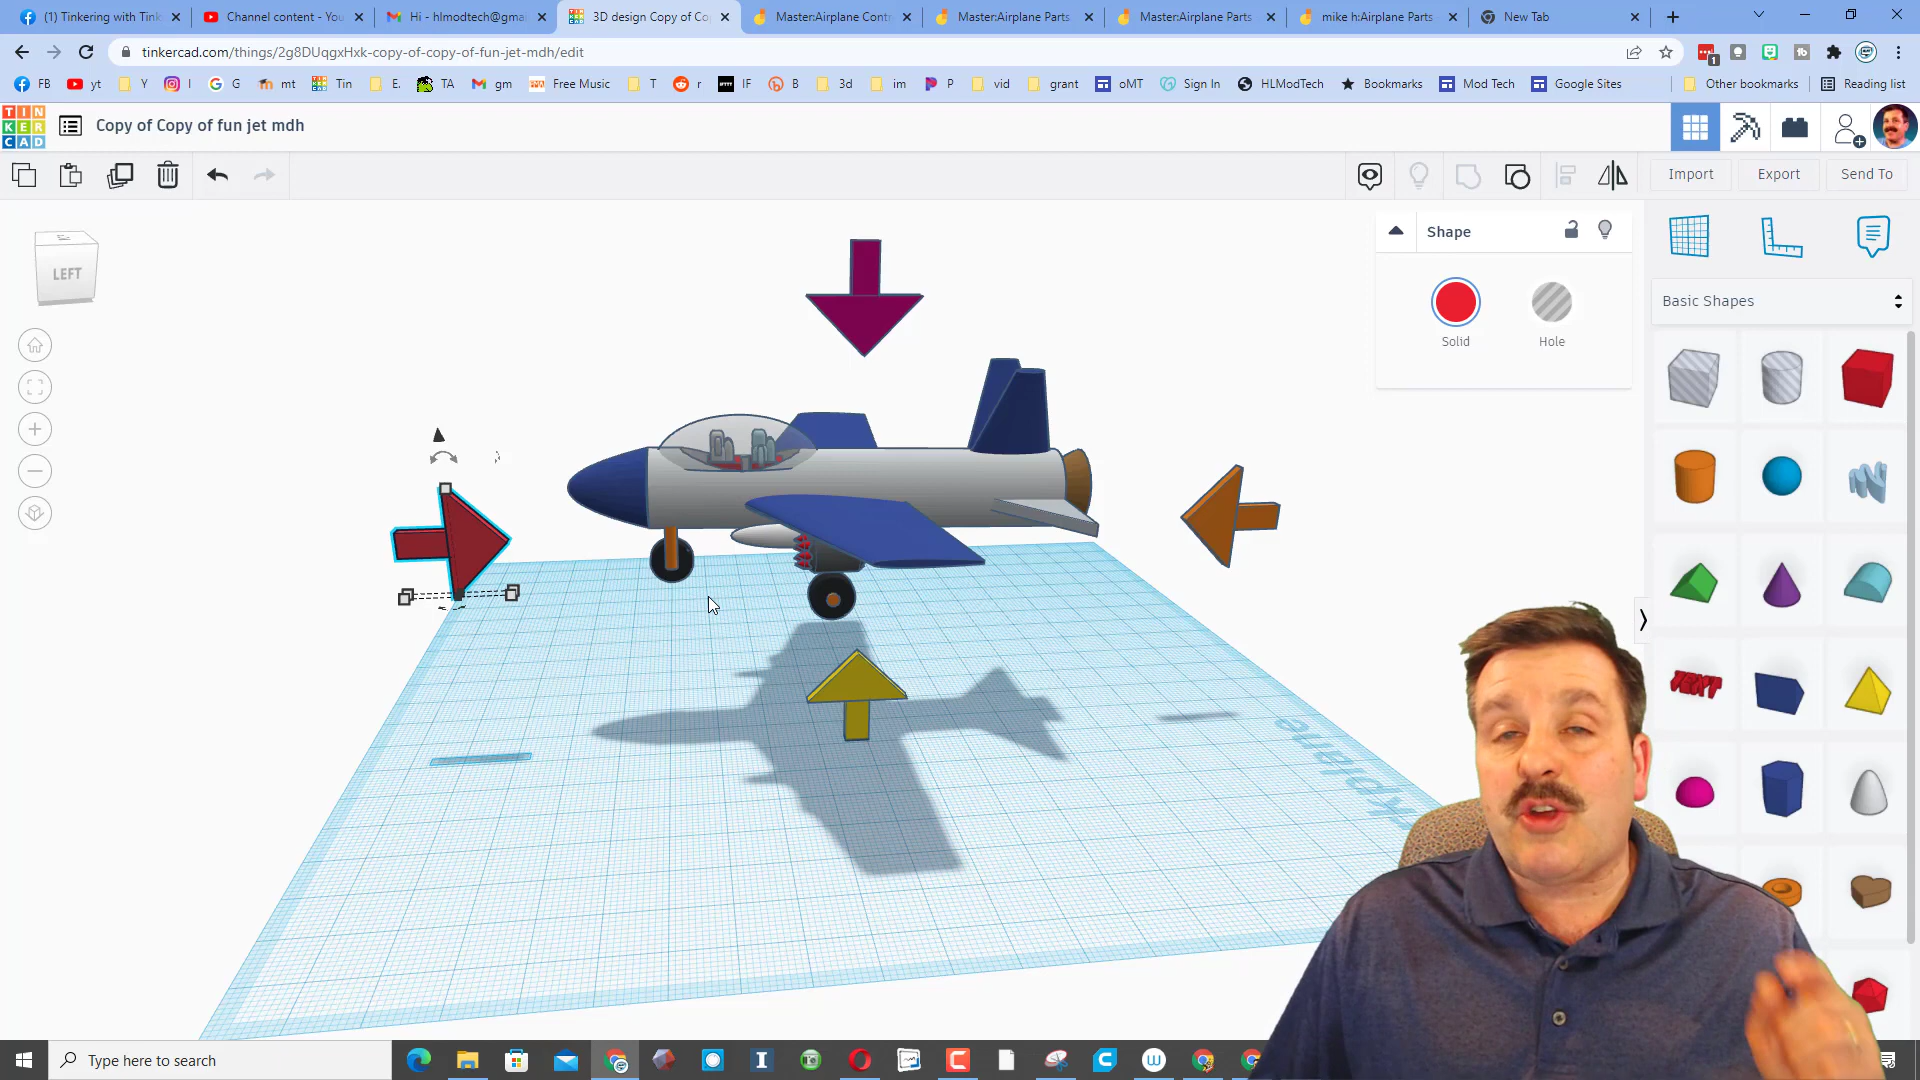 (1) Tinkering with Tink
Channel content - You
Hi - hlmodtech@gma
3D design Copy of Co
Master:Airplane Contr
Master:Airplane Parts
Master:Airplane Parts
mike h:Airplane Parts
New Tab
tinkercad.com/things/2g8DUqgxHxk-copy-of-copy-of-fun-jet-mdh/edit
1
FB
yt
Y
I
G
mt
Tin
E.
TA
gm
Free Music
T
r
IF
B
3d
im
P
vid
grant
oMT
Sign In
HLModTech
Bookmarks
Mod Tech
Google Sites
Other bookmarks
Reading list
TIN
KER
CAD
Copy of Copy of fun jet mdh
Import
Export
Send To
LEFT
Shape
Solid
Hole
Basic Shapes
TEXT
Type here to search